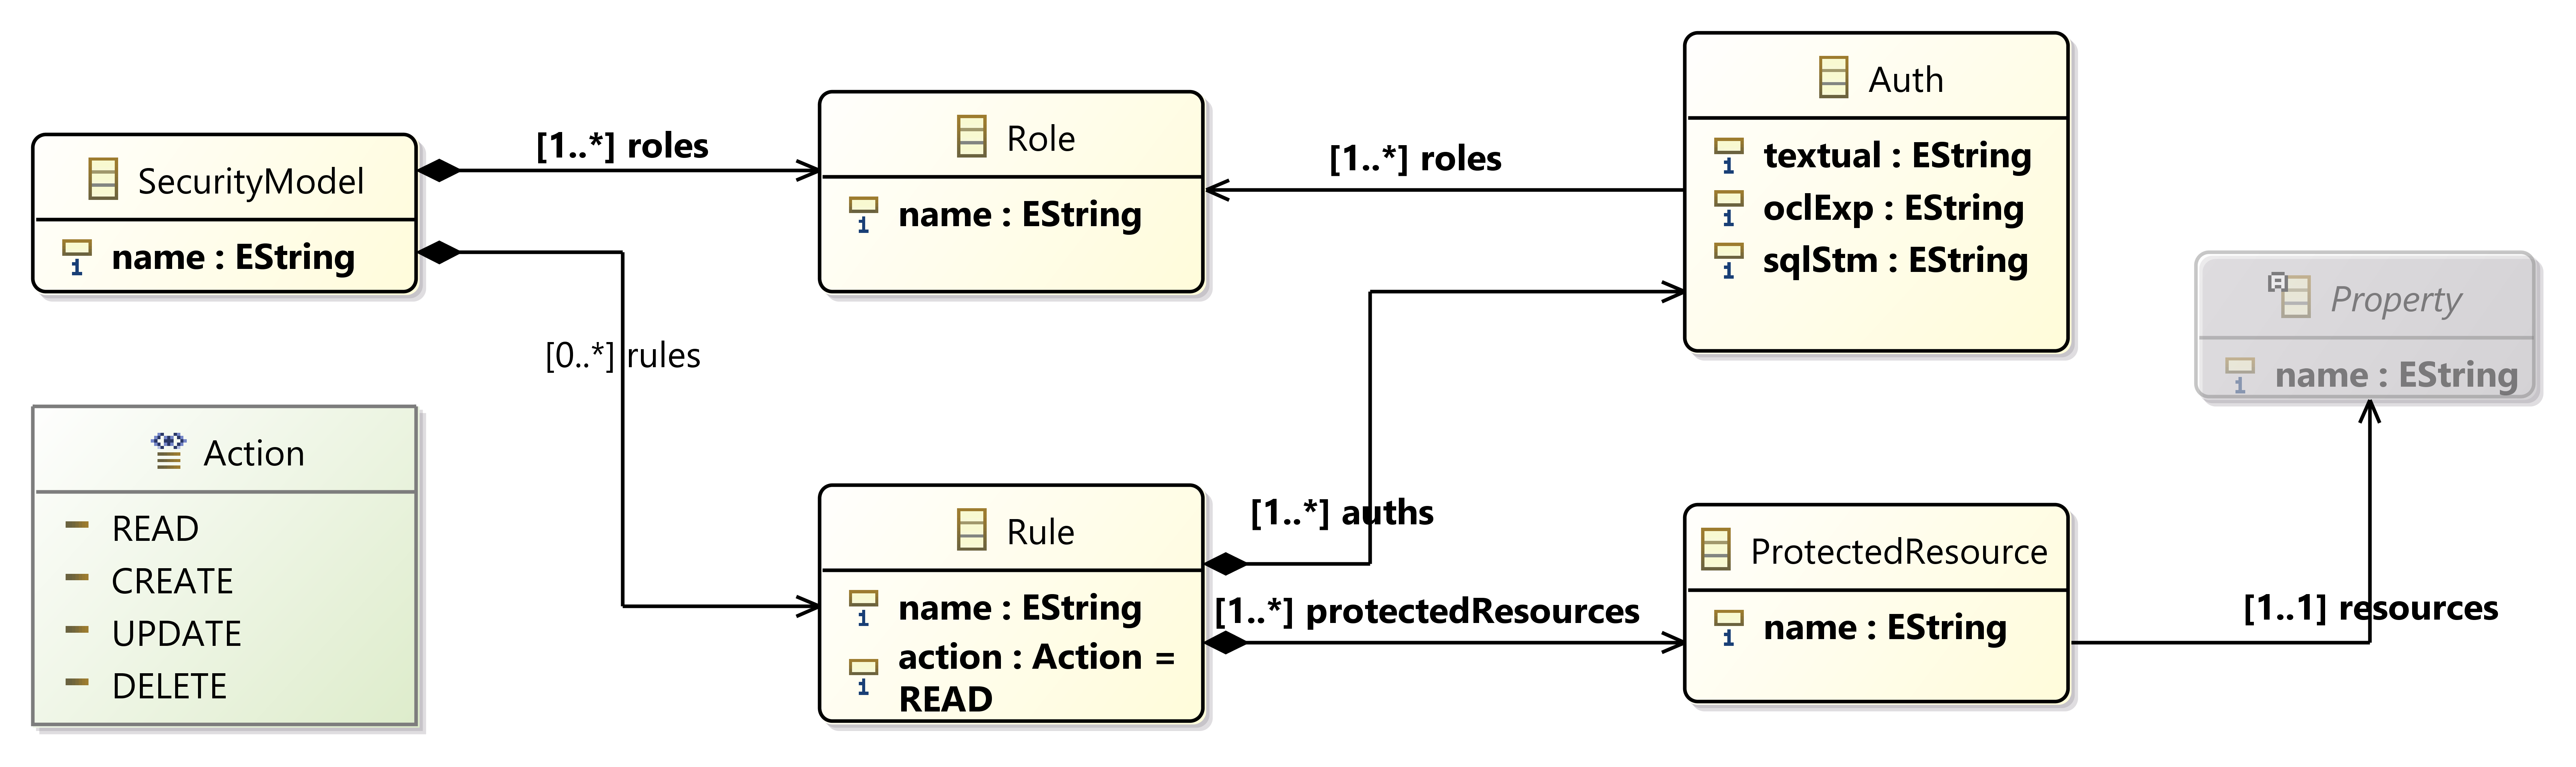 SecurityModel
name : EString
[1..*] roles
Role
name : EString
[1..*] roles
Auth
textual : EString
oclExp : EString
sqlStm : EString
Property
name : EString
[0..*] rules
Action
READ
CREATE
UPDATE
DELETE
Rule
name : EString
action : Action =
READ
[1..*] auths
[1..*] protectedResources
ProtectedResource
name : EString
[1..1] resources